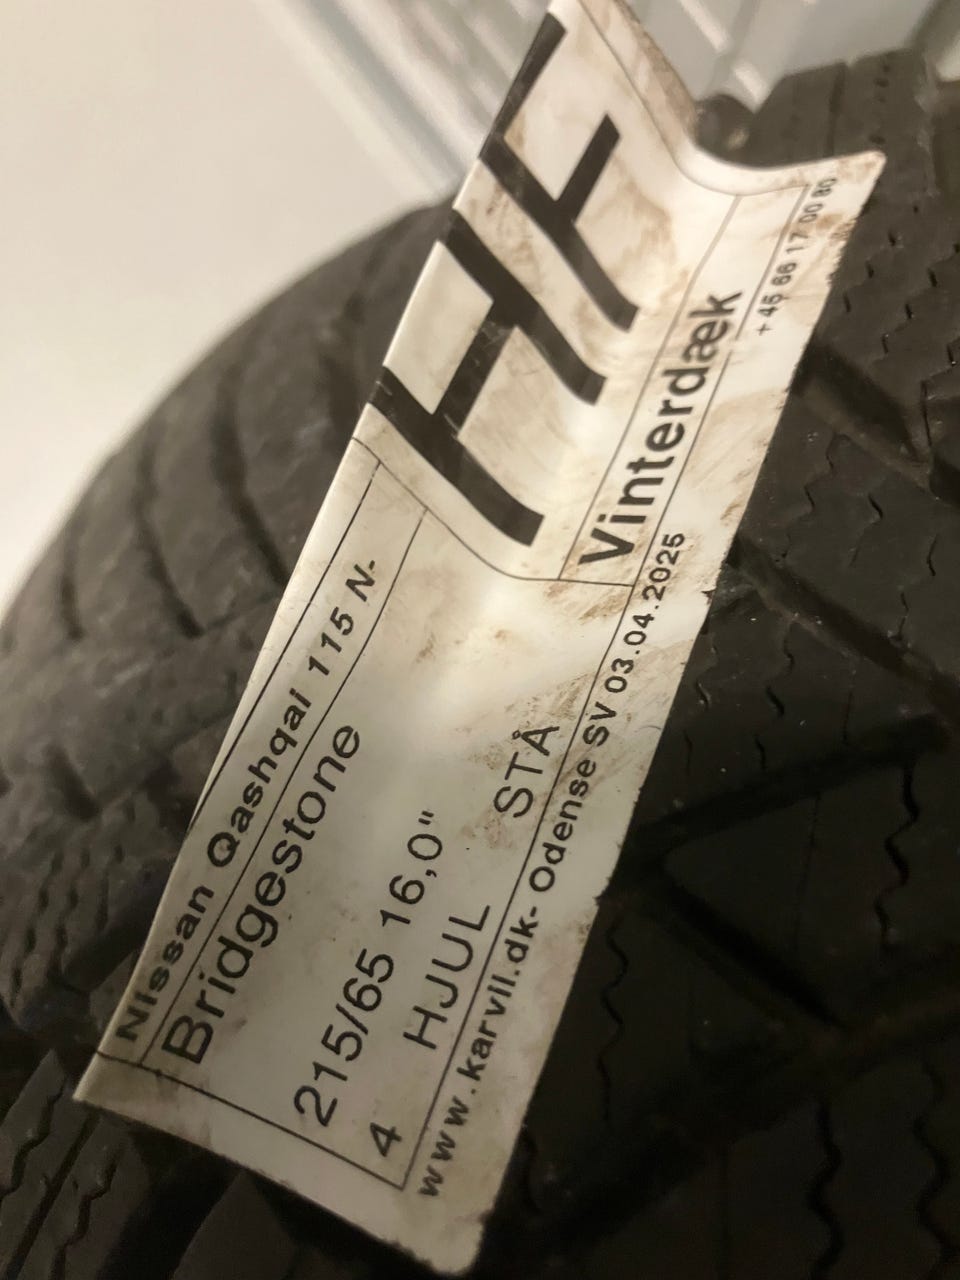 HF
Vinterdæk
+45 66 17 00 80
Nissan Qashqai 115 N-
Bridgestone
215/65 16,0"
4 HJUL STÅ
www.karvil.dk- Odense SV 03.04.2025